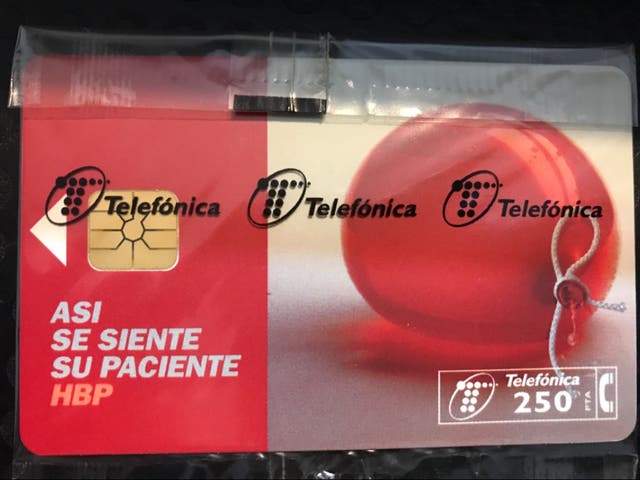 Telefónica Telefónica Telefónica
ASI
SE SIENTE
SU PACIENTE
HBP
Telefónica
250 PTA